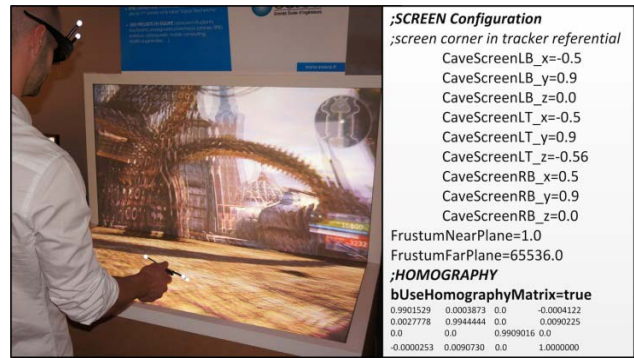 www.esiea.fr
;SCREEN Configuration
;screen corner in tracker referential
CaveScreenLB_x=-0.5
CaveScreenLB_y=0.9
CaveScreenLB_z=0.0
CaveScreenLT_x=-0.5
CaveScreenLT_y=0.9
CaveScreenLT_z=-0.56
CaveScreenRB_x=0.5
CaveScreenRB_y=0.9
CaveScreenRB_z=0.0
FrustumNearPlane=1.0
FrustumFarPlane=65536.0
;HOMOGRAPHY
bUseHomographyMatrix=true
0.9901529 0.0003873 0.0 -0.0004122
0.0027778 0.9944444 0.0 0.0090225
0.0 0.0 0.9909016 0.0
-0.0000253 0.0090730 0.0 1.0000000